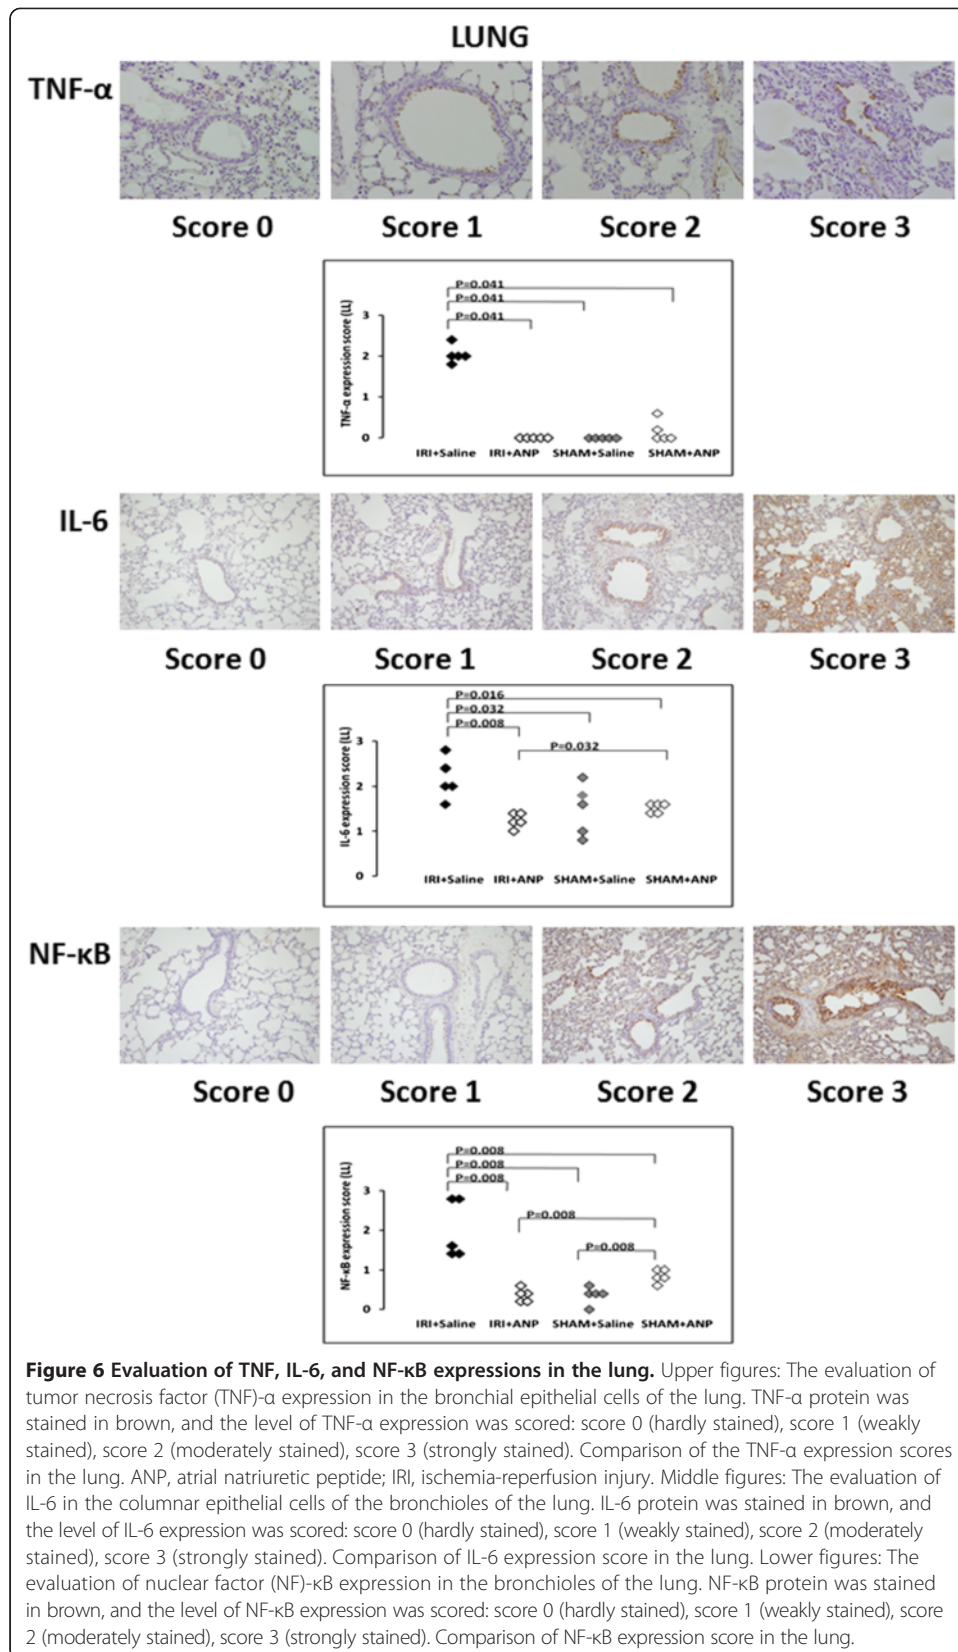 LUNG
TNF-α
Score 0 Score 1 Score 2 Score 3
P=0.041
P=0.041
P=0.041
TNF-α expression score (LL)
3
2
1
0
IRI+Saline IRI+ANP SHAM+Saline SHAM+ANP
IL-6
Score 0 Score 1 Score 2 Score 3
P=0.016
P=0.032
P=0.008
P=0.032
IL-6 expression score (LL)
3
2
1
0
IRI+Saline IRI+ANP SHAM+Saline SHAM+ANP
NF-κB
Score 0 Score 1 Score 2 Score 3
P=0.008
P=0.008
P=0.008
P=0.008
P=0.008
NF-κB expression score (LL)
3
2
1
0
IRI+Saline IRI+ANP SHAM+Saline SHAM+ANP
Figure 6 Evaluation of TNF, IL-6, and NF-κB expressions in the lung. Upper figures: The evaluation of
tumor necrosis factor (TNF)-α expression in the bronchial epithelial cells of the lung. TNF-α protein was
stained in brown, and the level of TNF-α expression was scored: score 0 (hardly stained), score 1 (weakly
stained), score 2 (moderately stained), score 3 (strongly stained). Comparison of the TNF-α expression scores
in the lung. ANP, atrial natriuretic peptide; IRI, ischemia-reperfusion injury. Middle figures: The evaluation of
IL-6 in the columnar epithelial cells of the bronchioles of the lung. IL-6 protein was stained in brown, and
the level of IL-6 expression was scored: score 0 (hardly stained), score 1 (weakly stained), score 2 (moderately
stained), score 3 (strongly stained). Comparison of IL-6 expression score in the lung. Lower figures: The
evaluation of nuclear factor (NF)-κB expression in the bronchioles of the lung. NF-κB protein was stained
in brown, and the level of NF-κB expression was scored: score 0 (hardly stained), score 1 (weakly stained), score
2 (moderately stained), score 3 (strongly stained). Comparison of NF-κB expression score in the lung.